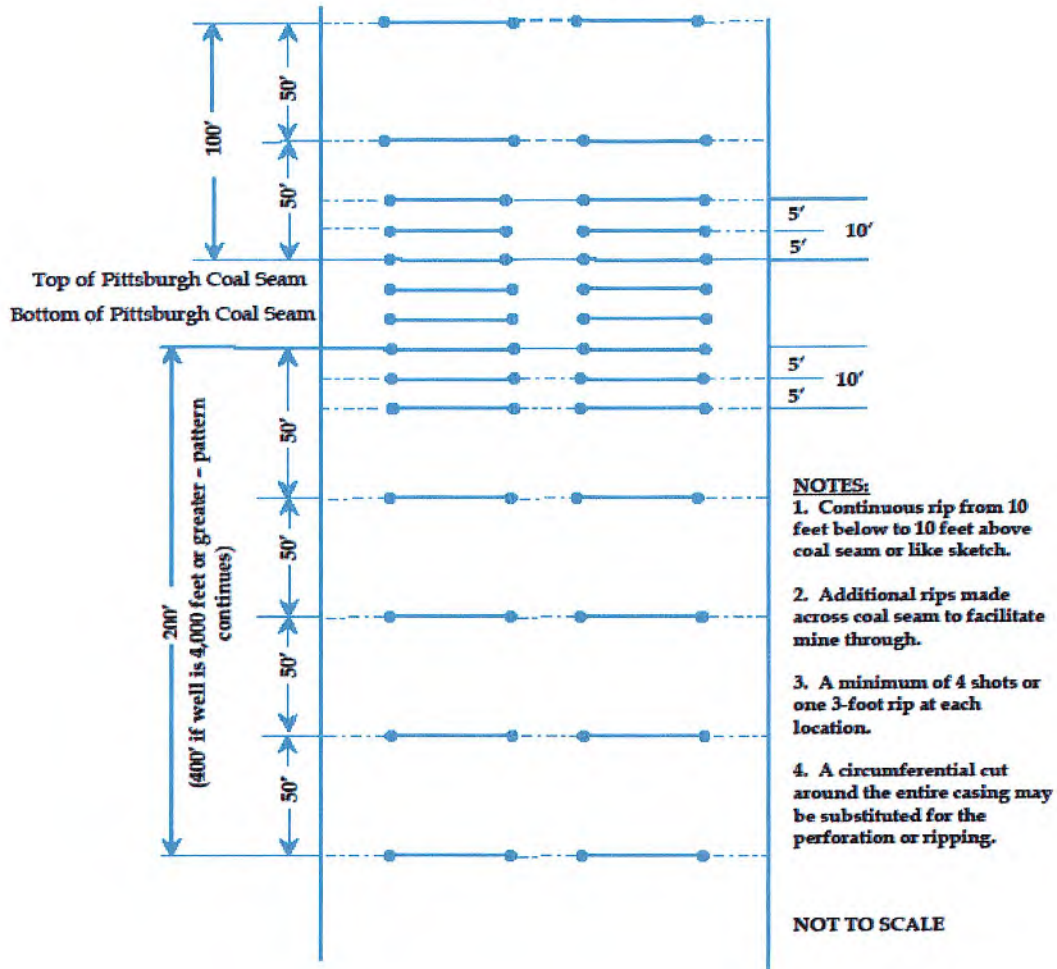 100'
50'
50'
5'
10'
5'
Top of Pittsburgh Coal Seam
Bottom of Pittsburgh Coal Seam
200'
(400' if well is 4,000 feet or greater – pattern
continues)
50'
50'
50'
50'
5'
10'
5'
NOTES:
1. Continuous rip from 10
feet below to 10 feet above
coal seam or like sketch.
2. Additional rips made
across coal seam to facilitate
mine through.
3. A minimum of 4 shots or
one 3-foot rip at each
location.
4. A circumferential cut
around the entire casing may
be substituted for the
perforation or ripping.
NOT TO SCALE